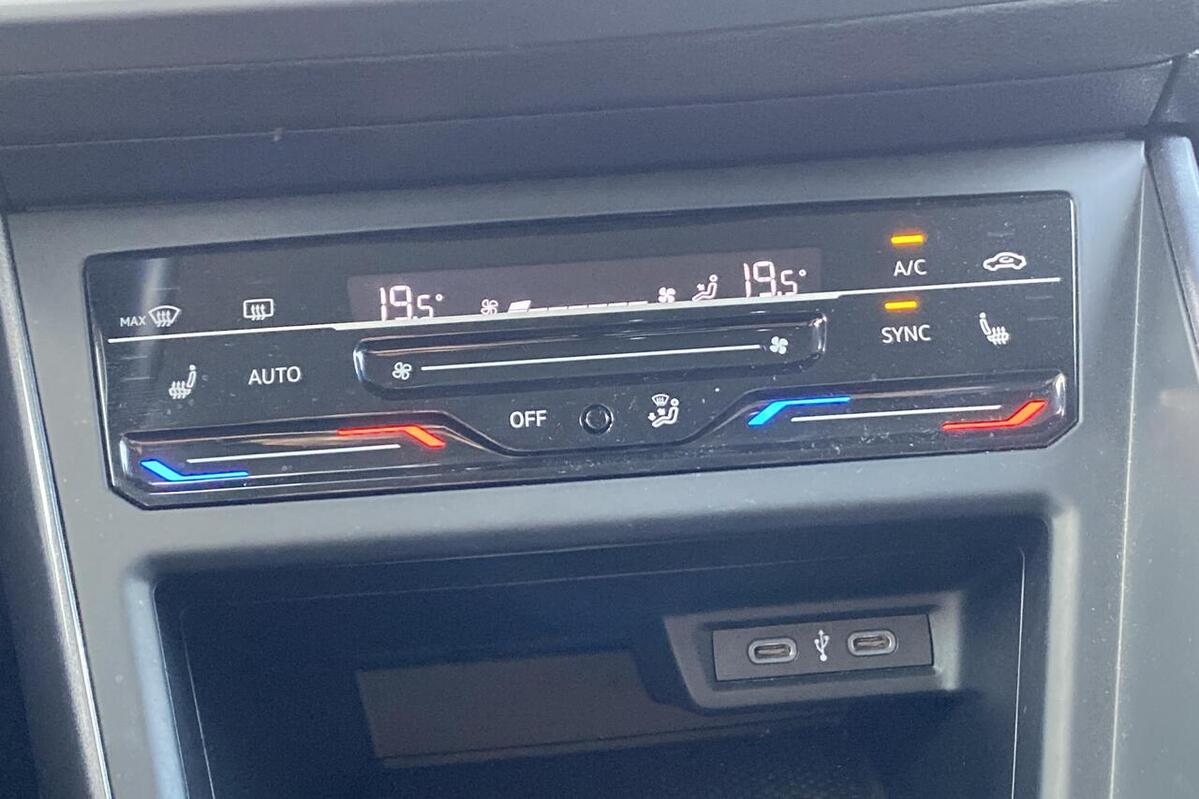 19.5° 19.5° A/C
MAX
AUTO SYNC
OFF